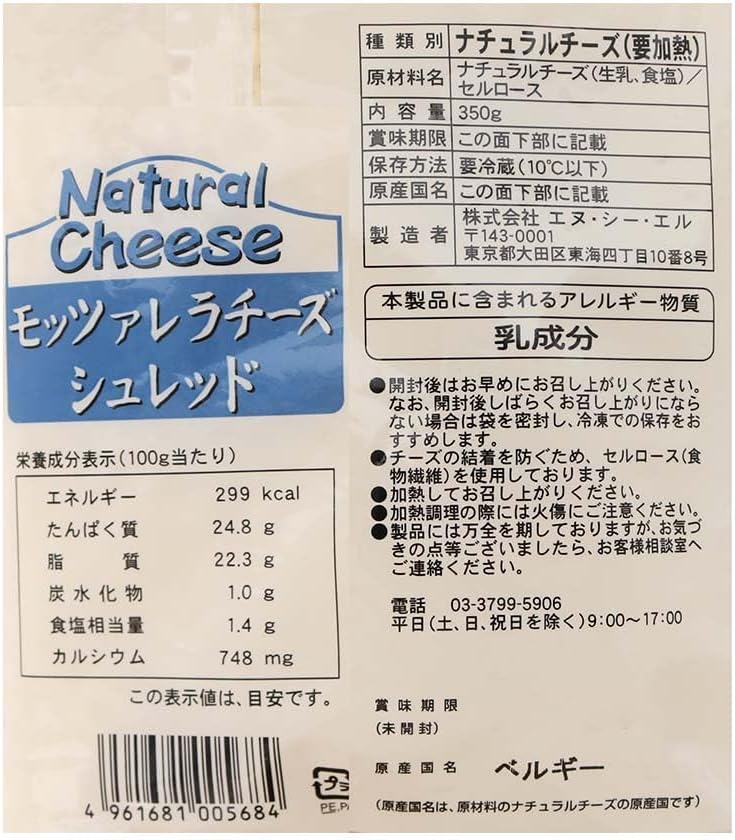 Natural
Cheese
モッツァレラチーズ
シュレッド
栄養成分表示(100g当たり)
エネルギー 299 kcal
たんぱく質 24.8 g
脂 質 22.3 g
炭水化物 1.0 g
食塩相当量 1.4 g
カルシウム 748 mg
この表示値は、目安です。
4 961681 005684
プラ
PE,P
種類別 ナチュラルチーズ(要加熱)
原材料名 ナチュラルチーズ(生乳、食塩)/
セルロース
内容量 350g
賞味期限 この面下部に記載
保存方法 要冷蔵(10℃以下)
原産国名 この面下部に記載
製造者 株式会社 エヌ・シー・エル
〒143-0001
東京都大田区東海四丁目10番8号
本製品に含まれるアレルギー物質
乳成分
●開封後はお早めにお召し上がりください。
なお、開封後しばらくお召し上がりになら
ない場合は袋を密封し、冷凍での保存をお
すすめします。
●チーズの結着を防ぐため、セルロース(食
物繊維)を使用しております。
●加熱してお召し上がりください。
●加熱調理の際には火傷にご注意ください。
●製品には万全を期しておりますが、お気づ
きの点等ございましたら、お客様相談室へ
ご連絡ください。
電話 03-3799-5906
平日(土、日、祝日を除く)9:00～17:00
賞味期限
(未開封)
原産国名 ベルギー
(原産国名は、原材料のナチュラルチーズの原産国です)